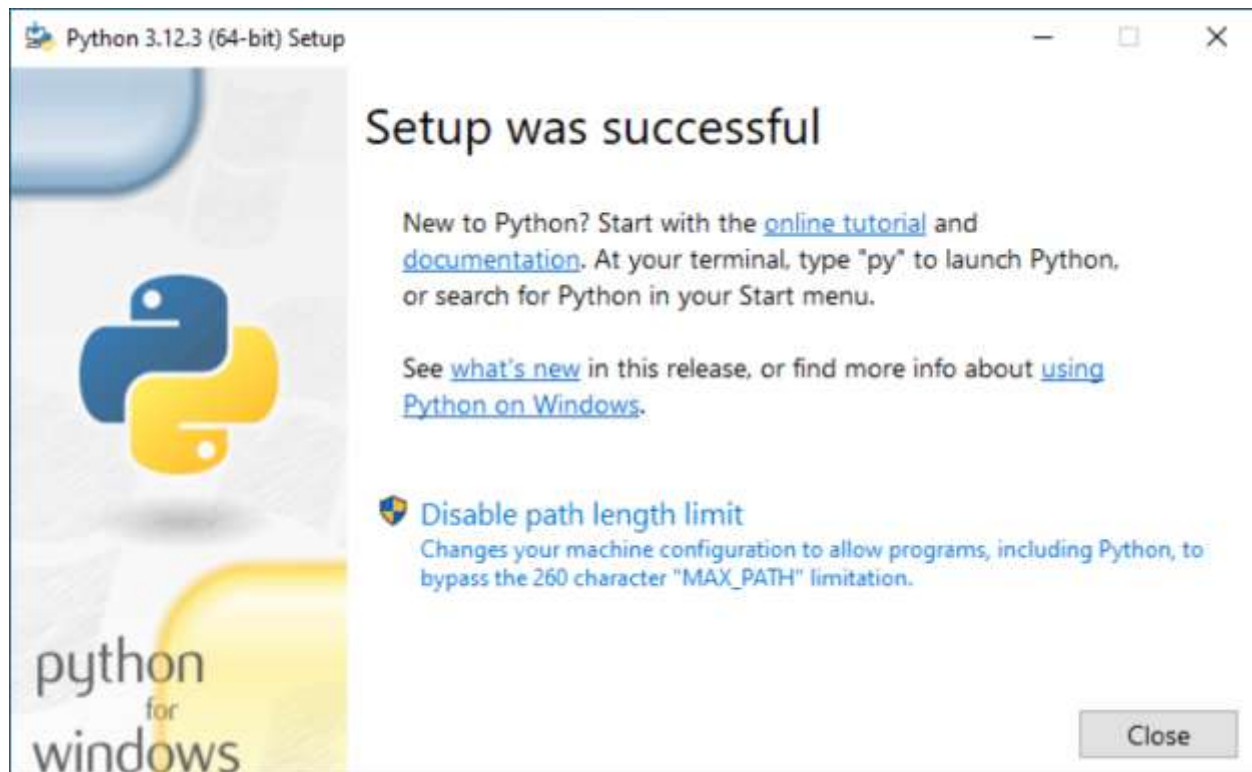 Python 3.12.3 (64-bit) Setup
Setup was successful
New to Python? Start with the online tutorial and
documentation. At your terminal, type "py" to launch Python,
or search for Python in your Start menu.
See what's new in this release, or find more info about using
Python on Windows.
Disable path length limit
Changes your machine configuration to allow programs, including Python, to
bypass the 260 character "MAX_PATH" limitation.
python
for
windows
Close